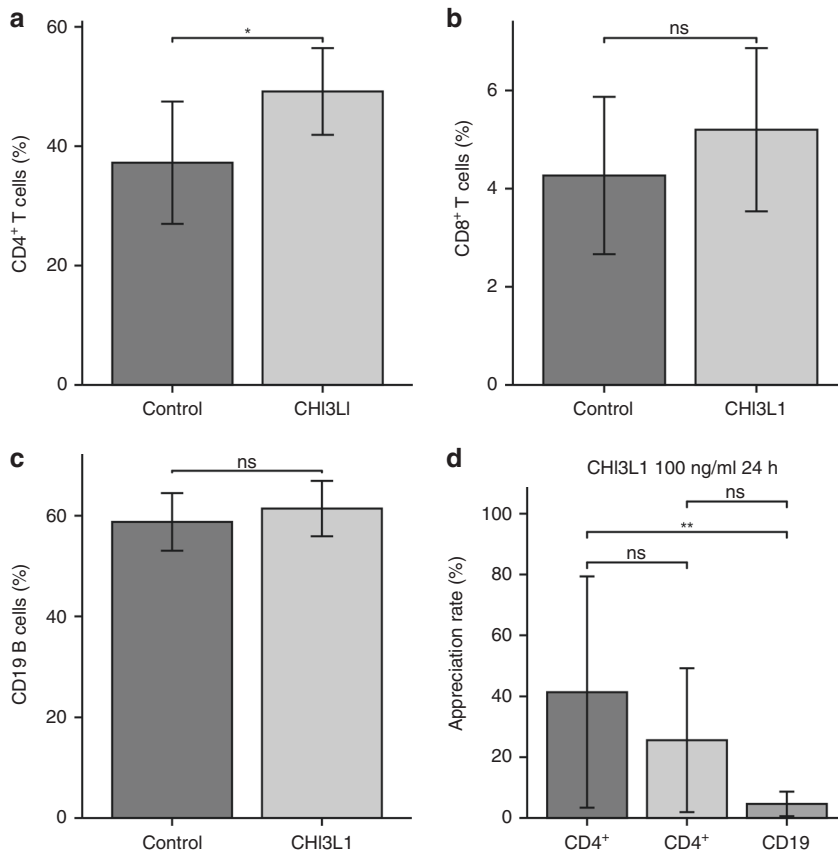 a
60
40
20
0
CD4⁺ T cells (%)
*
Control
CHI3LI
b
6
4
2
0
CD8⁺ T cells (%)
ns
Control
CHI3L1
c
60
40
20
0
CD19 B cells (%)
ns
Control
CHI3L1
d
CHI3L1 100 ng/ml 24 h
100
80
60
40
20
0
Appreciation rate (%)
ns
**
ns
CD4⁺
CD4⁺
CD19